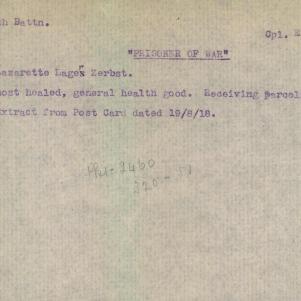 th Battn.
Cpl. E
"PRISONER OF WAR"
Lazarette Lager Zerbst.
most healed, general health good. Receiving parcel
Extract from Post Card dated 19/8/18.